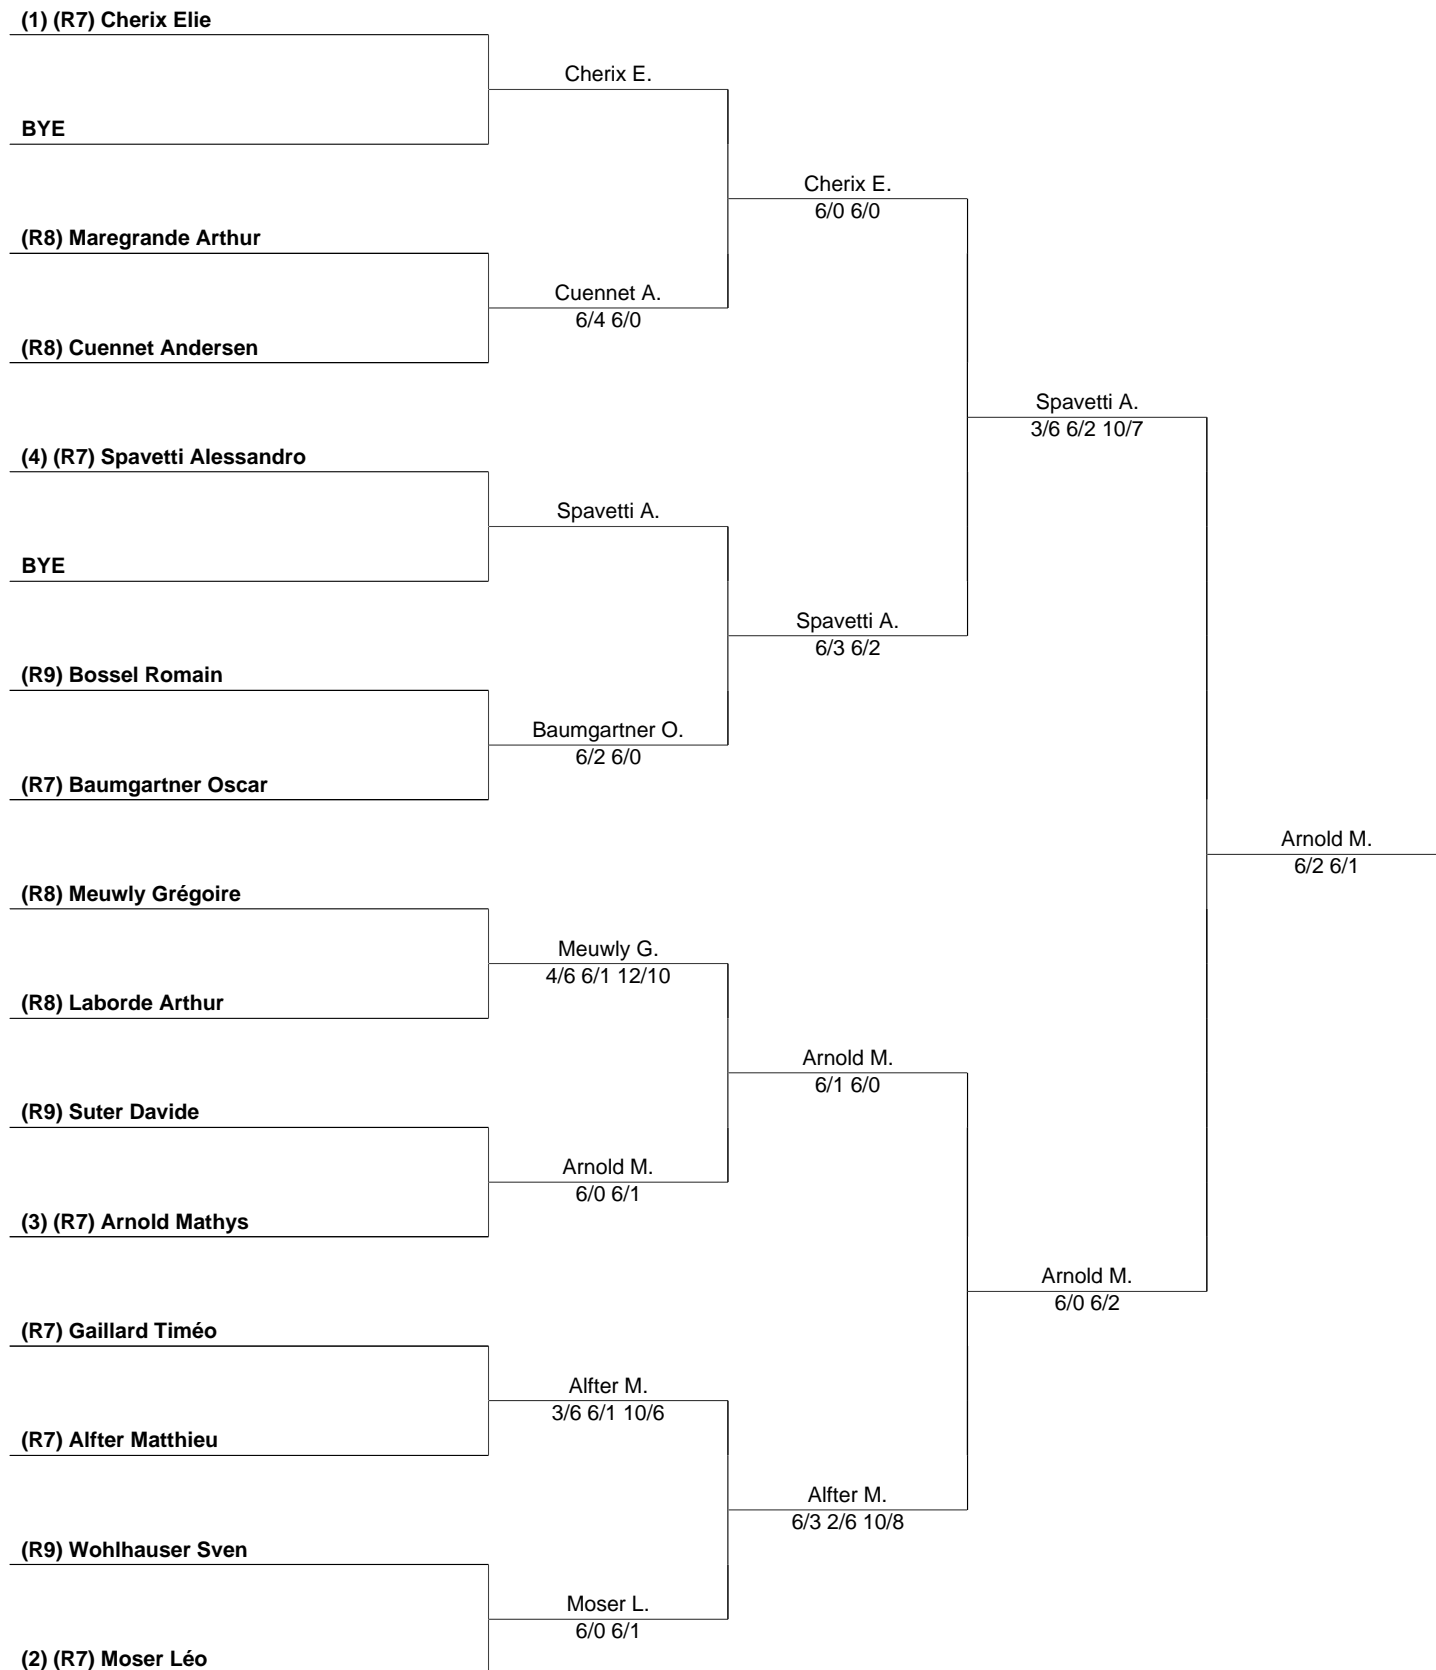 (1) (R7) Cherix Elie
Cherix E.
BYE
Cherix E.
6/0 6/0
(R8) Maregrande Arthur
Cuennet A.
6/4 6/0
(R8) Cuennet Andersen
Spavetti A.
3/6 6/2 10/7
(4) (R7) Spavetti Alessandro
Spavetti A.
BYE
Spavetti A.
6/3 6/2
(R9) Bossel Romain
Baumgartner O.
6/2 6/0
(R7) Baumgartner Oscar
Arnold M.
6/2 6/1
(R8) Meuwly Grégoire
Meuwly G.
4/6 6/1 12/10
(R8) Laborde Arthur
Arnold M.
6/1 6/0
(R9) Suter Davide
Arnold M.
6/0 6/1
(3) (R7) Arnold Mathys
Arnold M.
6/0 6/2
(R7) Gaillard Timéo
Alfter M.
3/6 6/1 10/6
(R7) Alfter Matthieu
Alfter M.
6/3 2/6 10/8
(R9) Wohlhauser Sven
Moser L.
6/0 6/1
(2) (R7) Moser Léo